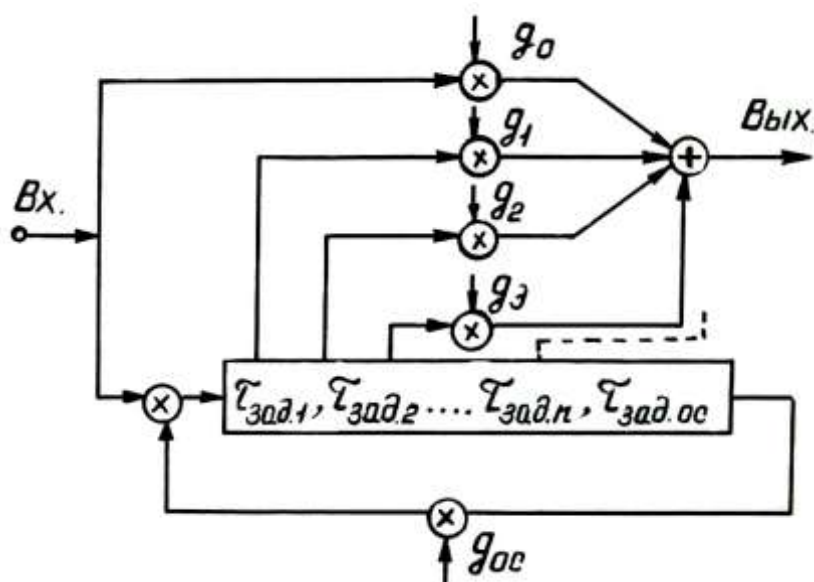 g0
g1
Вых.
Вх.
g2
g3
τзад.1, τзад.2 .... τзад.n, τзад.ос
gос